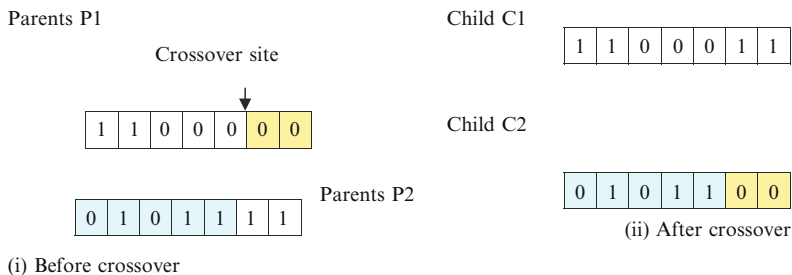 Parents P1
Crossover site
1 1 0 0 0 0 0
0 1 0 1 1 1 1
Parents P2
(i) Before crossover
Child C1
1 1 0 0 0 1 1
Child C2
0 1 0 1 1 0 0
(ii) After crossover